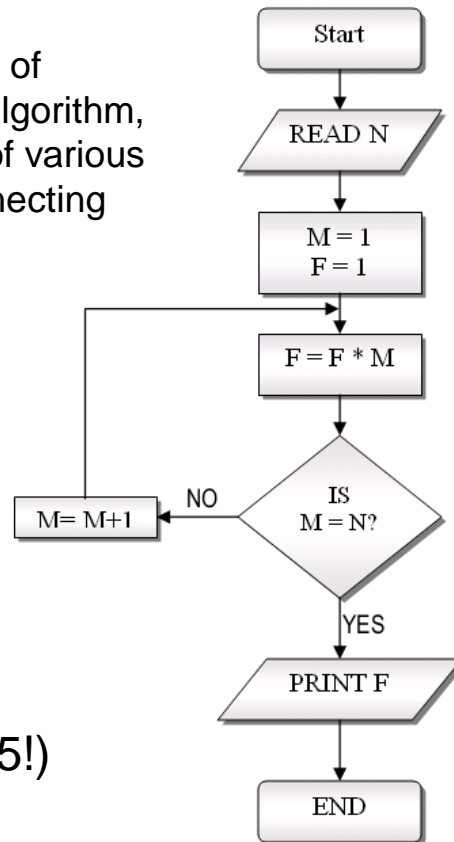 of
lgorithm,
of various
necting
5!)
Start
READ N
M = 1
F = 1
F = F * M
IS
M = N?
NO
M= M+1
YES
PRINT F
END